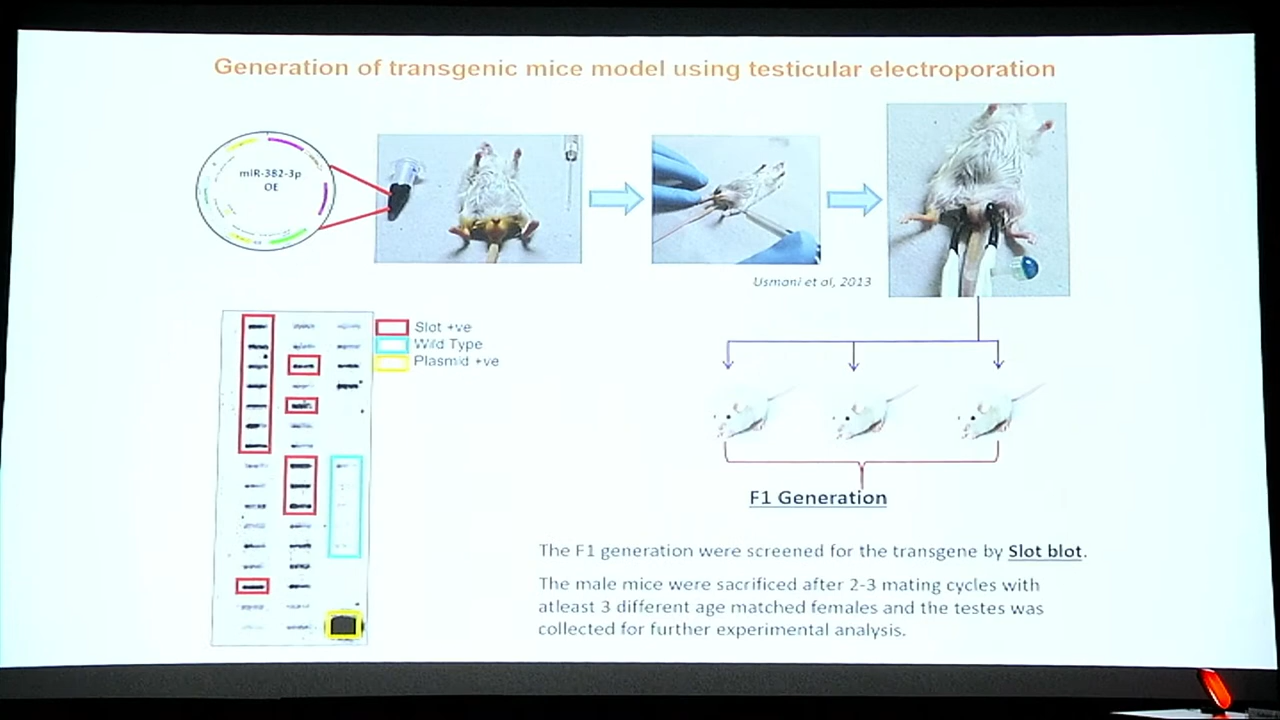 Generation of transgenic mice model using testicular electroporation
miR-382-3p
OE
Usmani et al, 2013
Slot +ve
Wild Type
Plasmid +ve
F1 Generation
The F1 generation were screened for the transgene by Slot blot.
The male mice were sacrificed after 2-3 mating cycles with
atleast 3 different age matched females and the testes was
collected for further experimental analysis.